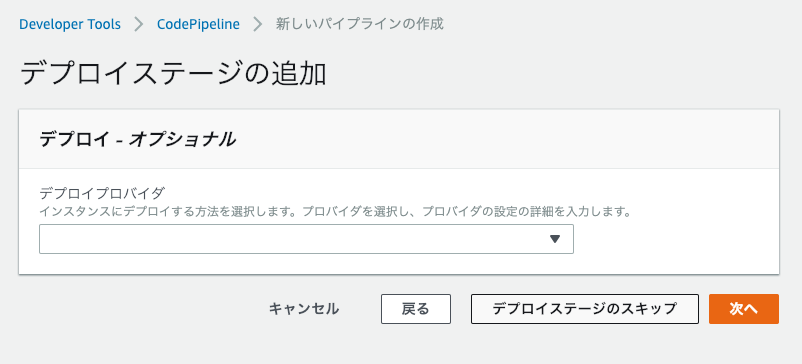 Developer Tools > CodePipeline > 新しいパイプラインの作成
デプロイステージの追加
デプロイ - オプショナル
デプロイプロバイダ
インスタンスにデプロイする方法を選択します。プロバイダを選択し、プロバイダの設定の詳細を入力します。
キャンセル 戻る デプロイステージのスキップ 次へ